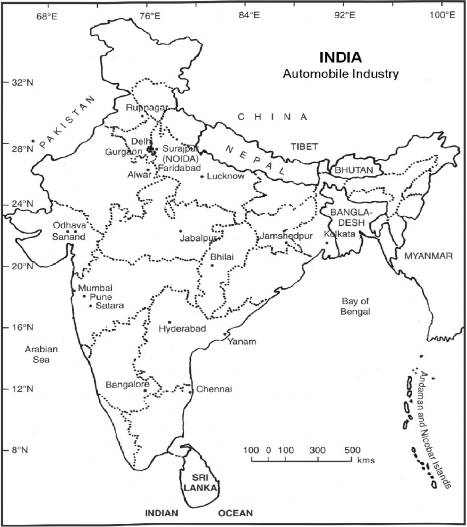 68°E 76°E 84°E 92°E 100°E
INDIA
Automobile Industry
32°N
PAKISTAN
Rupnagar
CHINA
28°N
Delhi
Gurgaon
Surajpur
(NOIDA)
Faridabad
Alwar
Lucknow
NEPAL
TIBET
BHUTAN
24°N
Odhava
Sanand
Jabalpur
Jamshedpur
BANGLA-
DESH
Kolkata
Bhilai
MYANMAR
20°N
Mumbai
Pune
Satara
Bay of
Bengal
16°N
Hyderabad
Yanam
Arabian
Sea
12°N
Bangalore
Chennai
Andaman and Nicobar Islands
8°N
100 0 100 300 500
kms
SRI
LANKA
INDIAN OCEAN